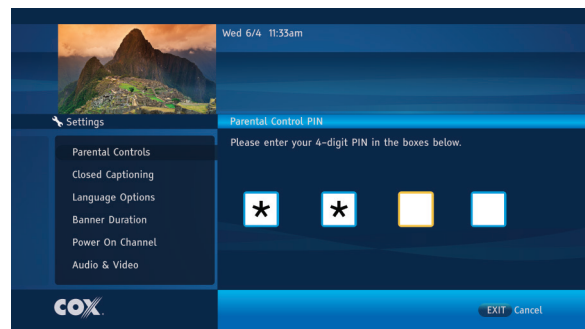 Wed 6/4 11:33am
Settings
Parental Control PIN
Please enter your 4-digit PIN in the boxes below.
Parental Controls
Closed Captioning
Language Options
Banner Duration
Power On Channel
Audio & Video
* *
COX
EXIT Cancel